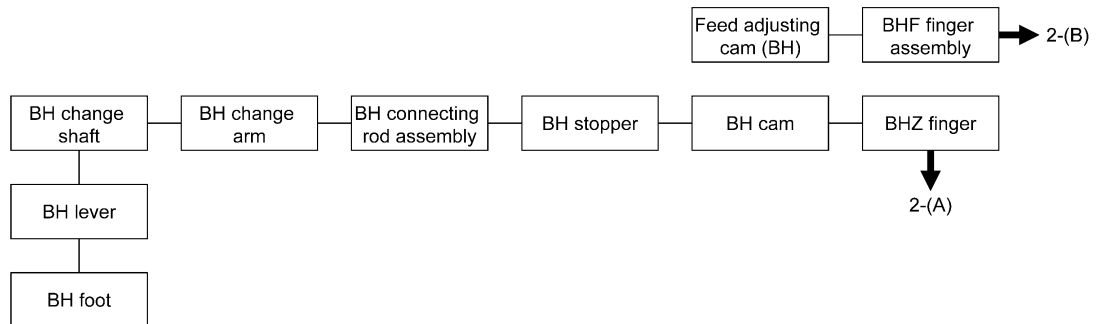 Feed adjusting
cam (BH)
BHF finger
assembly
2-(B)
BH change
shaft
BH change
arm
BH connecting
rod assembly
BH stopper
BH cam
BHZ finger
2-(A)
BH lever
BH foot